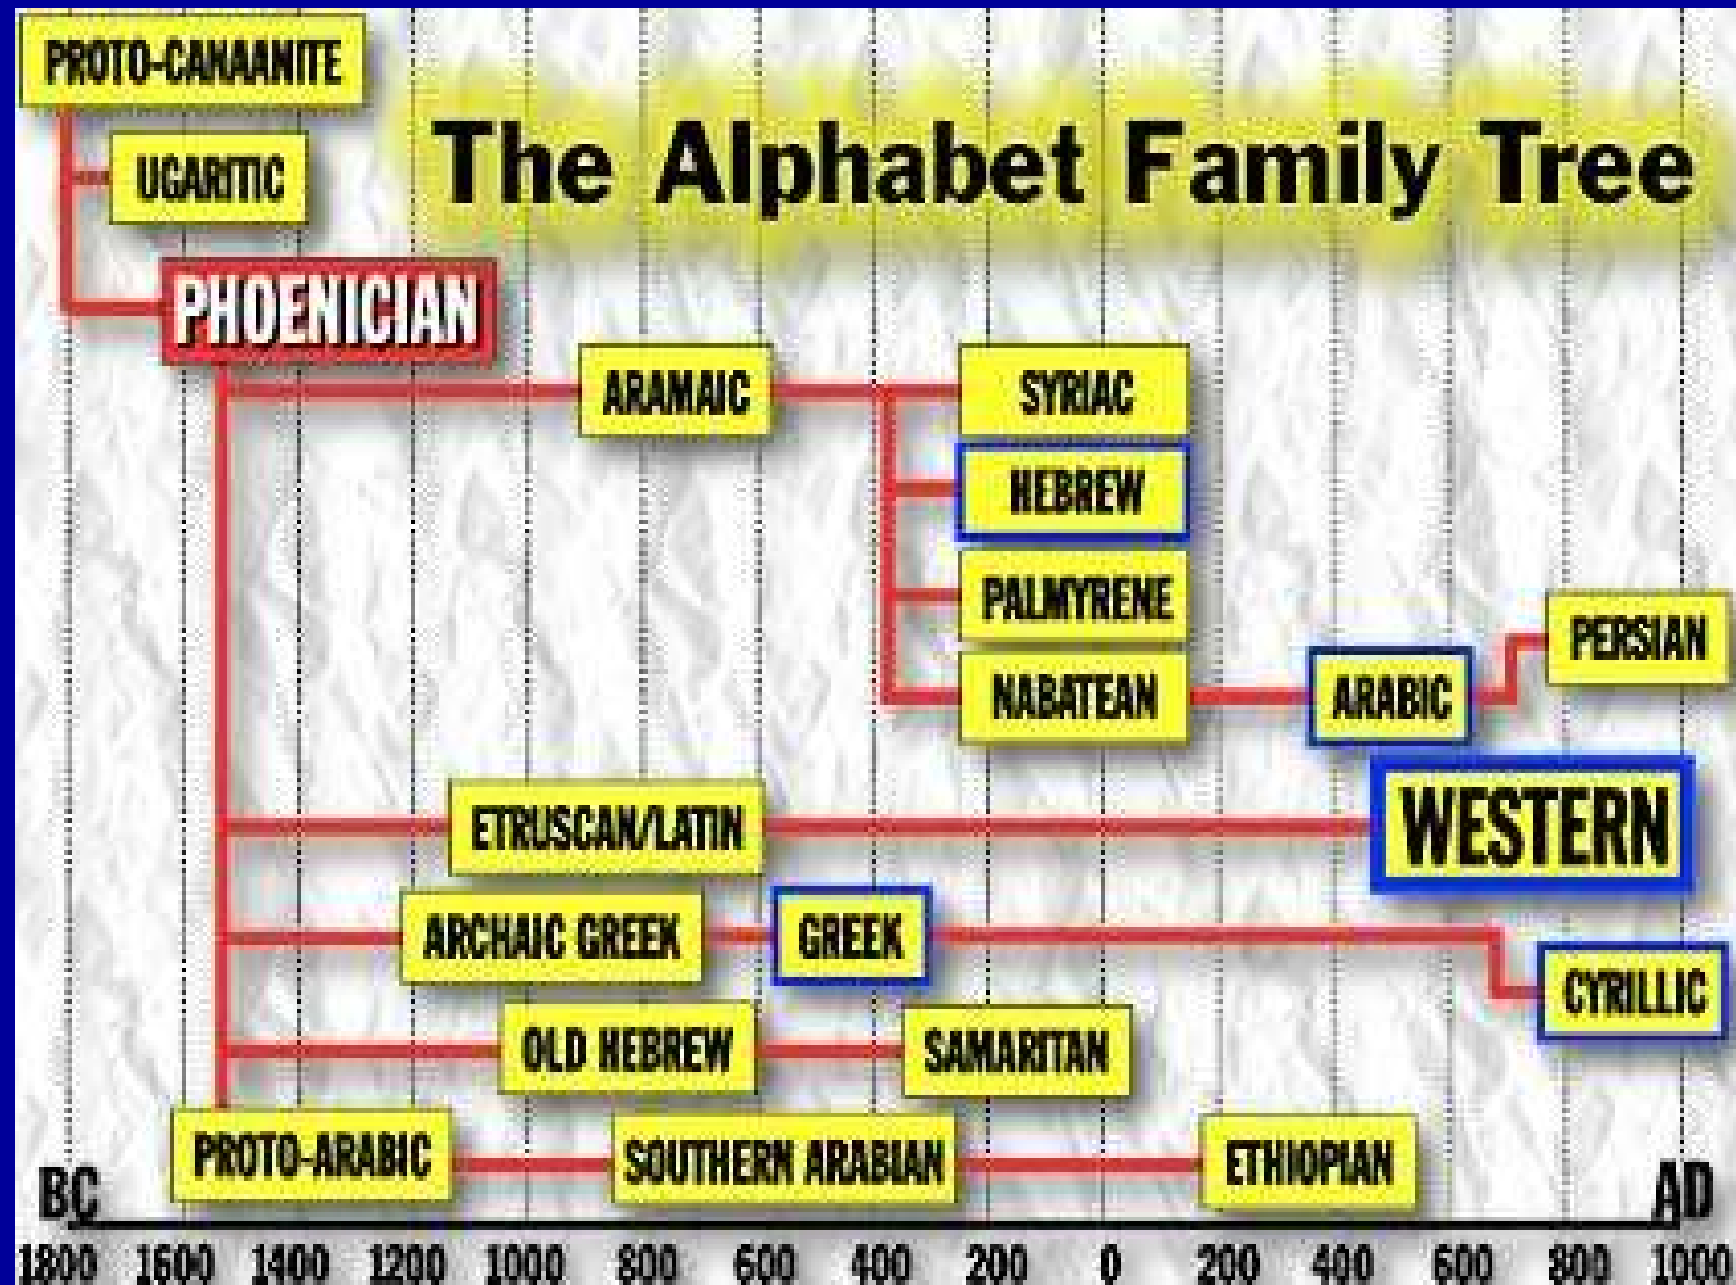 PROTO-CANAANITE
The Alphabet Family Tree
UGARITIC
PHOENICIAN
ARAMAIC
SYRIAC
HEBREW
PALMYRENE
PERSIAN
NABATEAN
ARABIC
WESTERN
ETRUSCAN/LATIN
ARCHAIC GREEK
GREEK
CYRILLIC
OLD HEBREW
SAMARITAN
PROTO-ARABIC
SOUTHERN ARABIAN
ETHIOPIAN
BC
AD
1800 1600 1400 1200 1000 800 600 400 200 0 200 400 600 800 1000